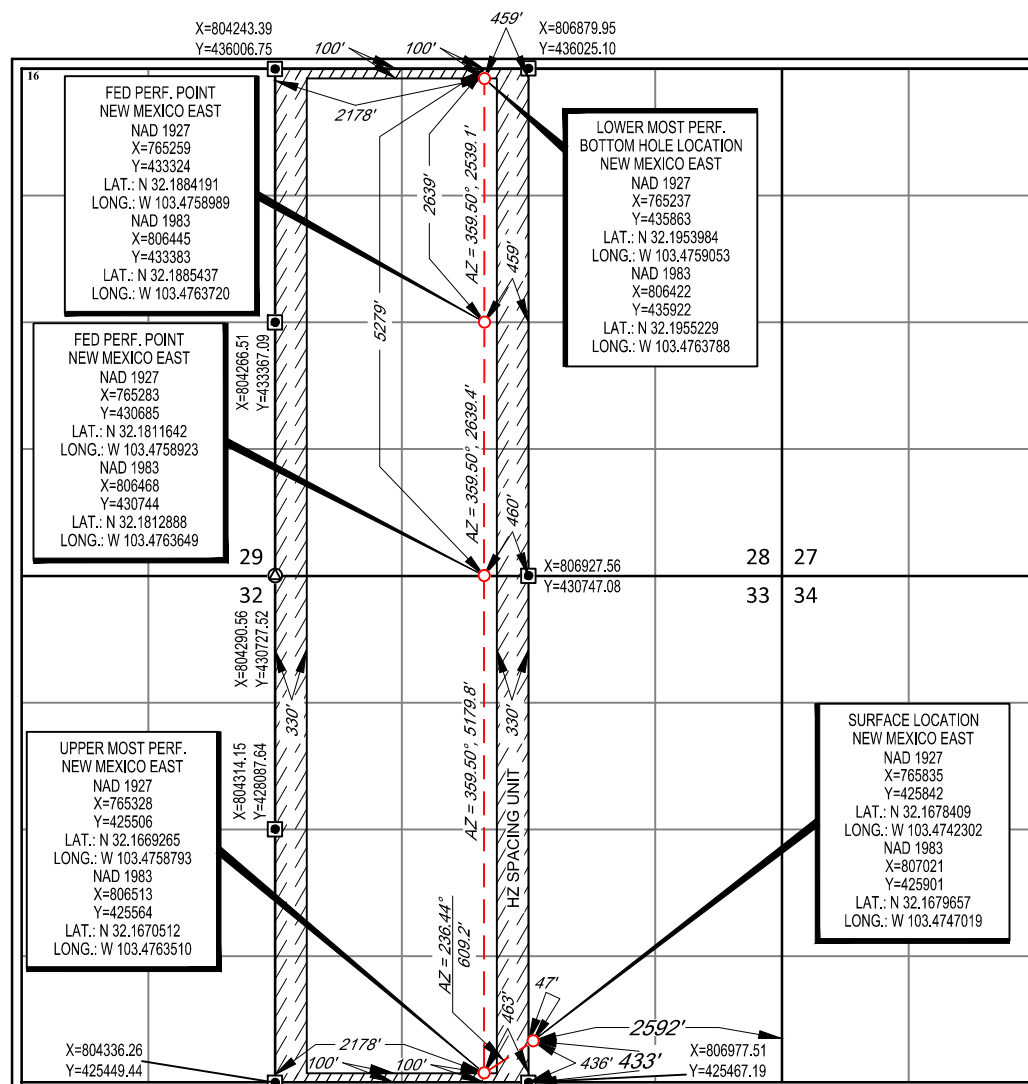 X=804243.39
Y=436006.75
100'
100'
459'
X=806879.95
Y=436025.10
16
2178'
FED PERF. POINT
NEW MEXICO EAST
NAD 1927
X=765259
Y=433324
LAT.: N 32.1884191
LONG.: W 103.4758989
NAD 1983
X=806445
Y=433383
LAT.: N 32.1885437
LONG.: W 103.4763720
LOWER MOST PERF.
BOTTOM HOLE LOCATION
NEW MEXICO EAST
NAD 1927
X=765237
Y=435863
LAT.: N 32.1953984
LONG.: W 103.4759053
NAD 1983
X=806422
Y=435922
LAT.: N 32.1955229
LONG.: W 103.4763788
2639'
AZ = 359.50°, 2539.1'
459'
5279'
X=804266.51
Y=433367.09
FED PERF. POINT
NEW MEXICO EAST
NAD 1927
X=765283
Y=430685
LAT.: N 32.1811642
LONG.: W 103.4758923
NAD 1983
X=806468
Y=430744
LAT.: N 32.1812888
LONG.: W 103.4763649
AZ = 359.50°, 2639.4'
460'
29
28
27
X=806927.56
Y=430747.08
32
33
34
X=804290.56
Y=430727.52
330'
330'
AZ = 359.50°, 5179.8'
HZ SPACING UNIT
X=804314.15
Y=428087.64
UPPER MOST PERF.
NEW MEXICO EAST
NAD 1927
X=765328
Y=425506
LAT.: N 32.1669265
LONG.: W 103.4758793
NAD 1983
X=806513
Y=425564
LAT.: N 32.1670512
LONG.: W 103.4763510
SURFACE LOCATION
NEW MEXICO EAST
NAD 1927
X=765835
Y=425842
LAT.: N 32.1678409
LONG.: W 103.4742302
NAD 1983
X=807021
Y=425901
LAT.: N 32.1679657
LONG.: W 103.4747019
AZ = 236.44°
609.2'
463'
47'
2592'
436'
433'
X=804336.26
Y=425449.44
2178'
100'
100'
X=806977.51
Y=425467.19